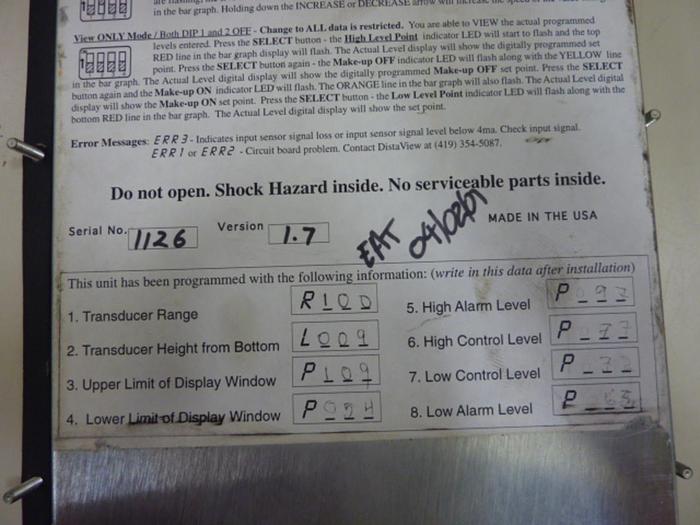 in the bar graph. Holding down the INCREASE or DECREASE arrow will increase the speed of the
View ONLY Mode / Both DIP 1 and 2 OFF - Change to ALL data is restricted. You are able to VIEW the actual programmed
levels entered. Press the SELECT button - the High Level Point indicator LED will start to flash and the top
RED line in the bar graph display will flash. The Actual Level display will show the digitally programmed set
point. Press the SELECT button again - the Make-up OFF indicator LED will flash along with the YELLOW line
in the bar graph. The Actual Level digital display will show the digitally programmed Make-up OFF set point. Press the SELECT
button again and the Make-up ON indicator LED will flash. The ORANGE line in the bar graph will also flash. The Actual Level digital
display will show the Make-up ON set point. Press the SELECT button - the Low Level Point indicator LED will flash along with the
bottom RED line in the bar graph. The Actual Level digital display will show the set point.
Error Messages: ERR3 - Indicates input sensor signal loss or input sensor signal level below 4ma. Check input signal.
ERR1 or ERR2 - Circuit board problem. Contact DistaView at (419) 354-5087.
Do not open. Shock Hazard inside. No serviceable parts inside.
Serial No. 1126 Version 1.7 EAT 04/02/07 MADE IN THE USA
This unit has been programmed with the following information: (write in this data after installation)
1. Transducer Range R100
2. Transducer Height from Bottom L009
3. Upper Limit of Display Window P109
4. Lower Limit of Display Window P
5. High Alarm Level P
6. High Control Level P
7. Low Control Level P
8. Low Alarm Level P